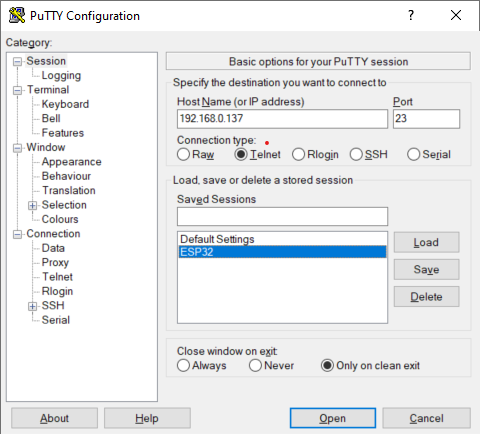 PuTTY Configuration ? ×
Category:
Session
Logging
Terminal
Keyboard
Bell
Features
Window
Appearance
Behaviour
Translation
Selection
Colours
Connection
Data
Proxy
Telnet
Rlogin
SSH
Serial
Basic options for your PuTTY session
Specify the destination you want to connect to
Host Name (or IP address) Port
192.168.0.137 23
Connection type:
Raw Telnet Rlogin SSH Serial
Load, save or delete a stored session
Saved Sessions
Default Settings
ESP32
Load
Save
Delete
Close window on exit:
Always Never Only on clean exit
About Help Open Cancel